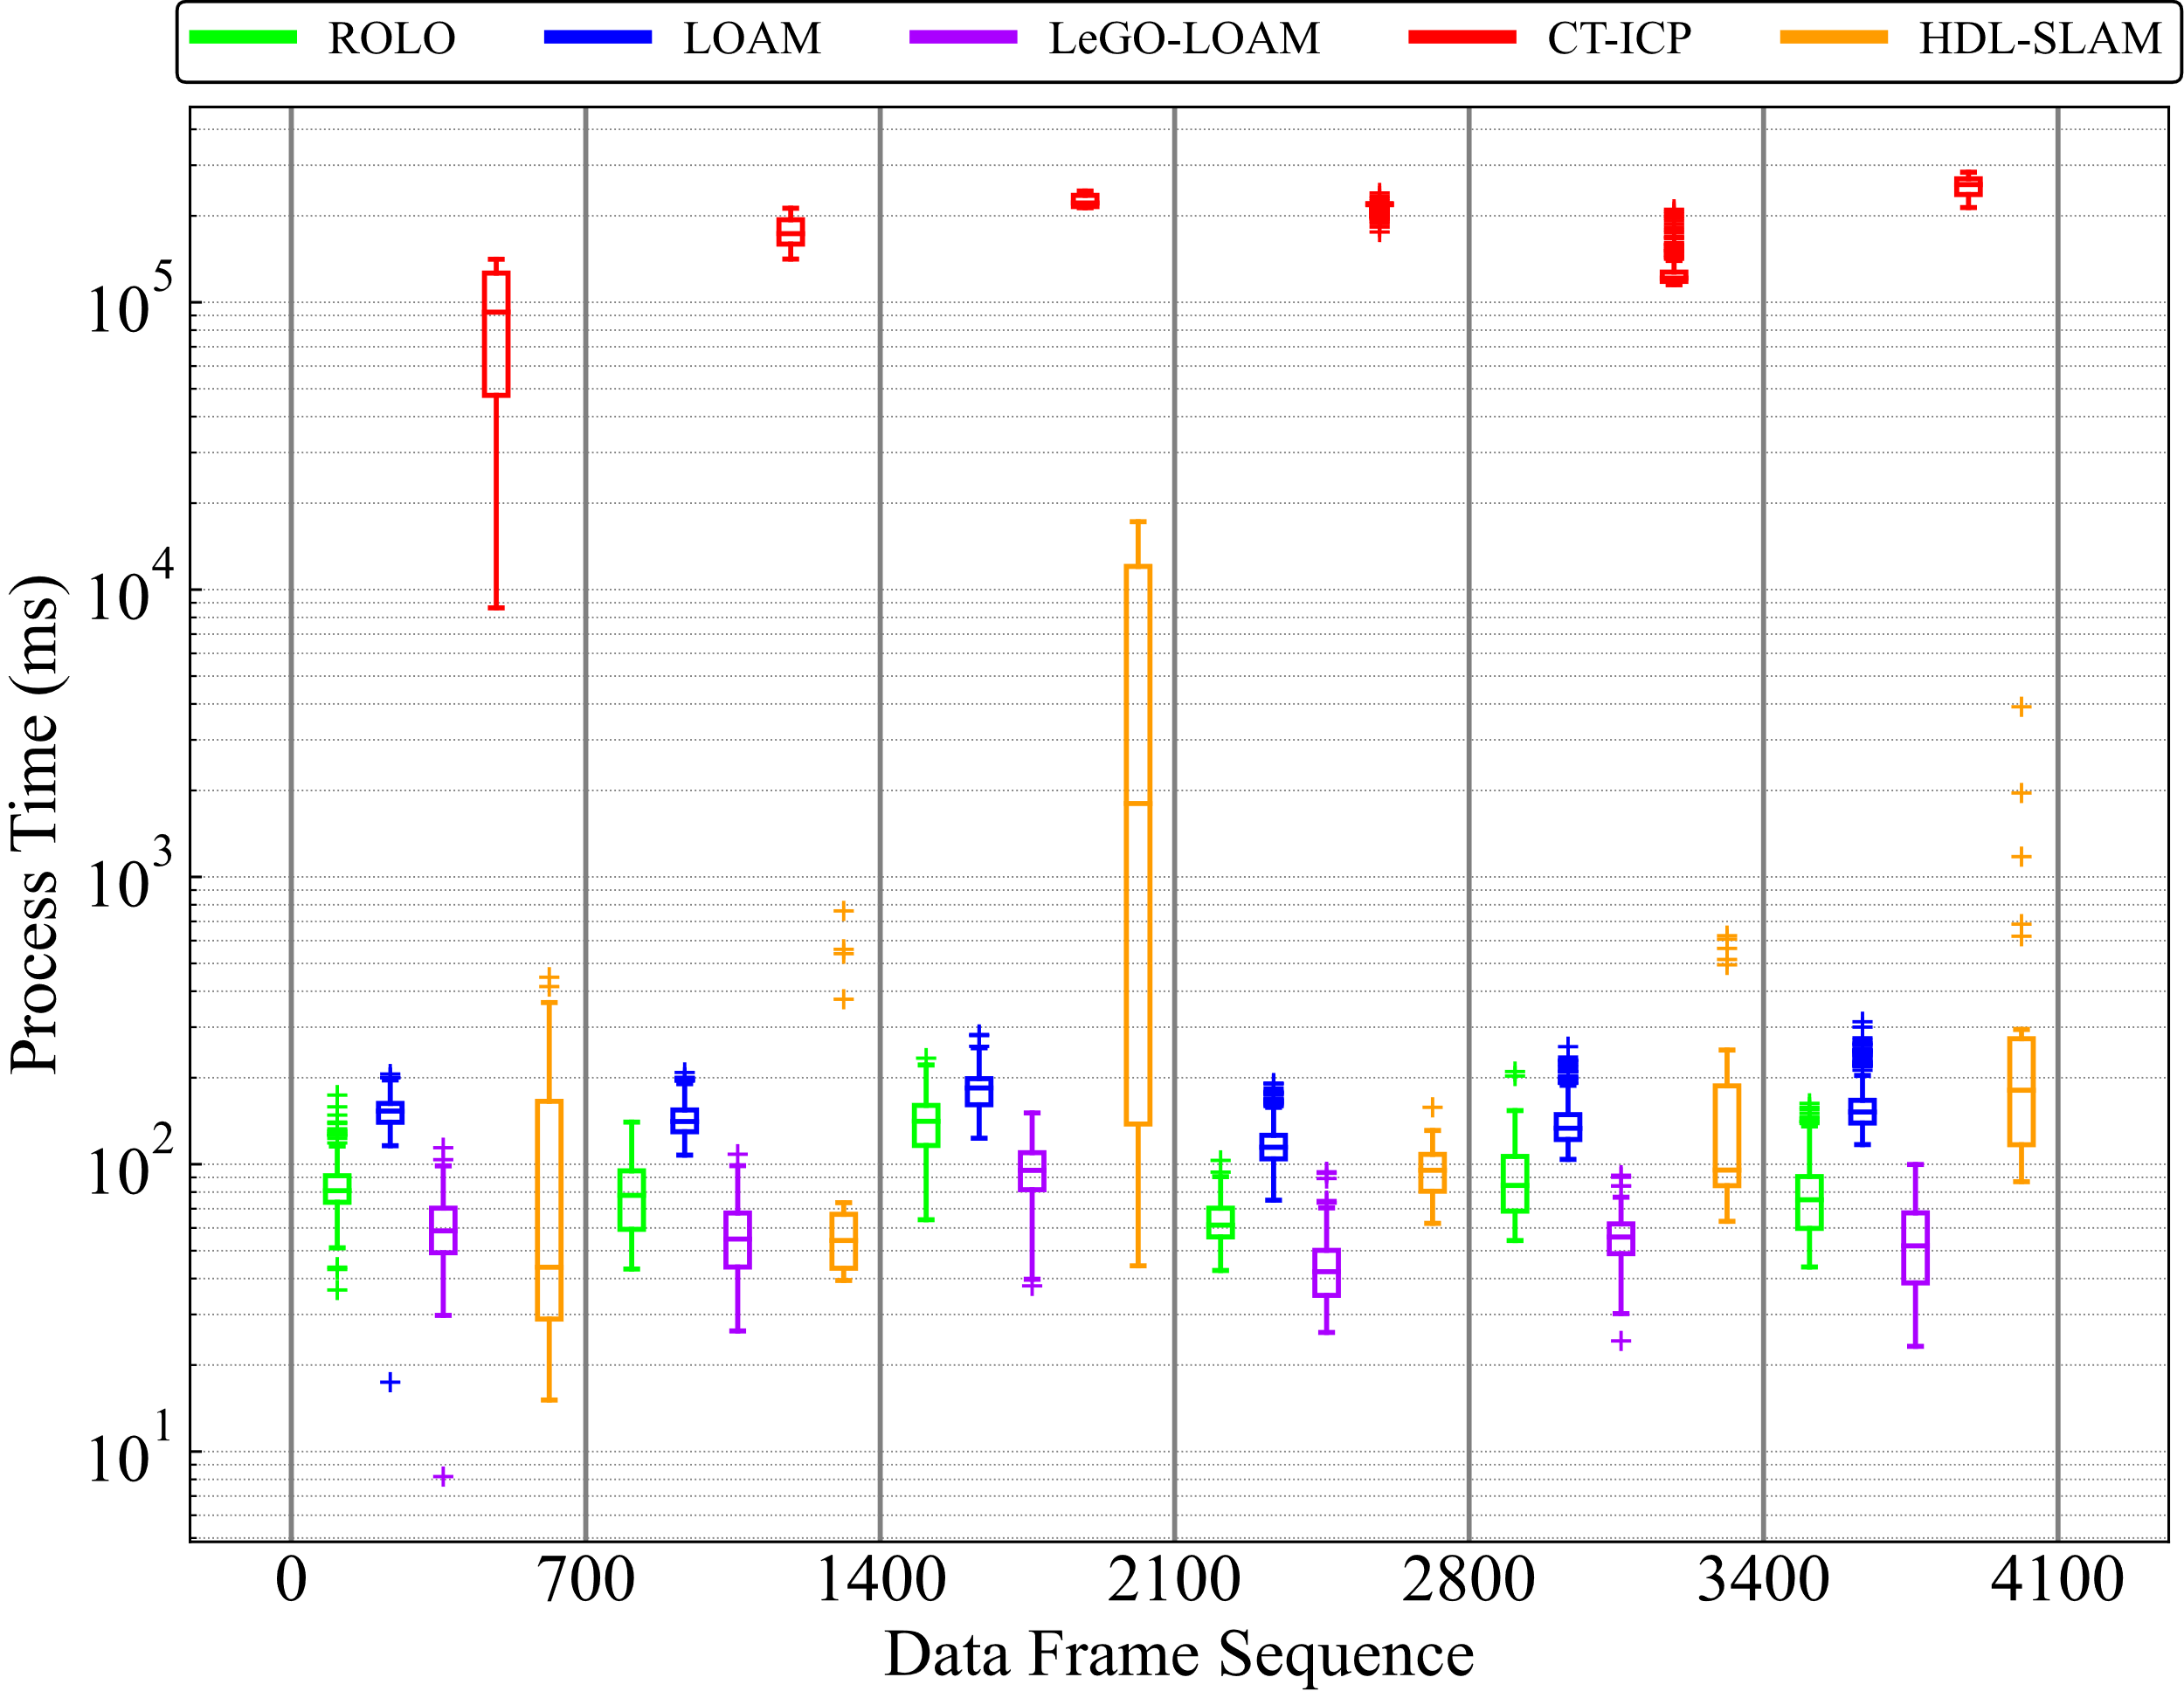 ROLO LOAM LeGO-LOAM CT-ICP HDL-SLAM
Process Time (ms)
10^5
10^4
10^3
10^2
10^1
0 700 1400 2100 2800 3400 4100
Data Frame Sequence